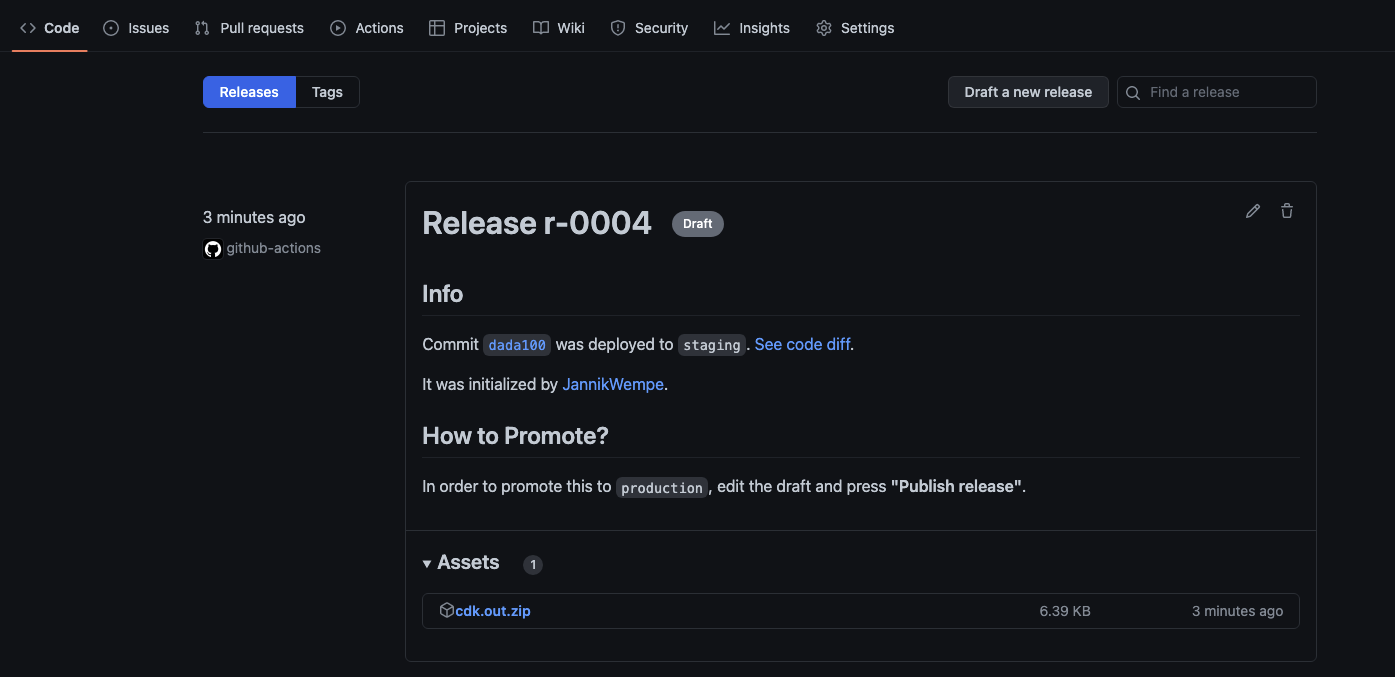 Code Issues Pull requests Actions Projects Wiki Security Insights Settings
Releases Tags Draft a new release Find a release
3 minutes ago
github-actions
Release r-0004 Draft
Info
Commit dada100 was deployed to staging. See code diff.
It was initialized by JannikWempe.
How to Promote?
In order to promote this to production, edit the draft and press "Publish release".
Assets 1
cdk.out.zip 6.39 KB 3 minutes ago